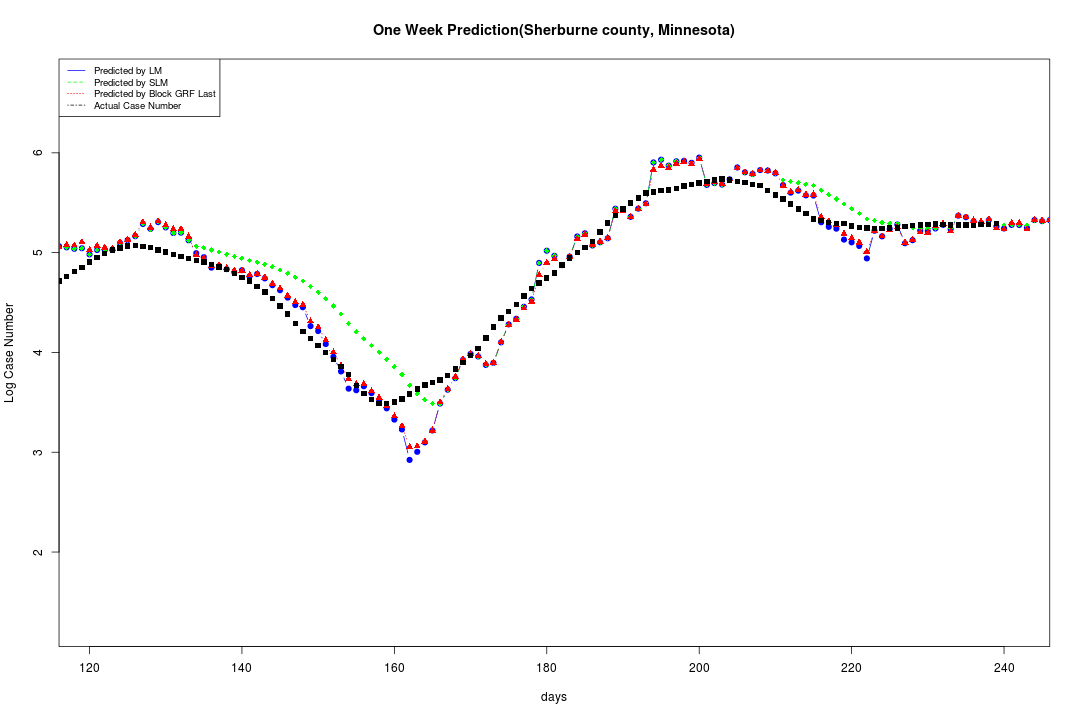 One Week Prediction(Sherburne county, Minnesota)
Predicted by LM
Predicted by SLM
Predicted by Block GRF Last
Actual Case Number
Log Case Number
6
5
4
3
2
120 140 160 180 200 220 240
days